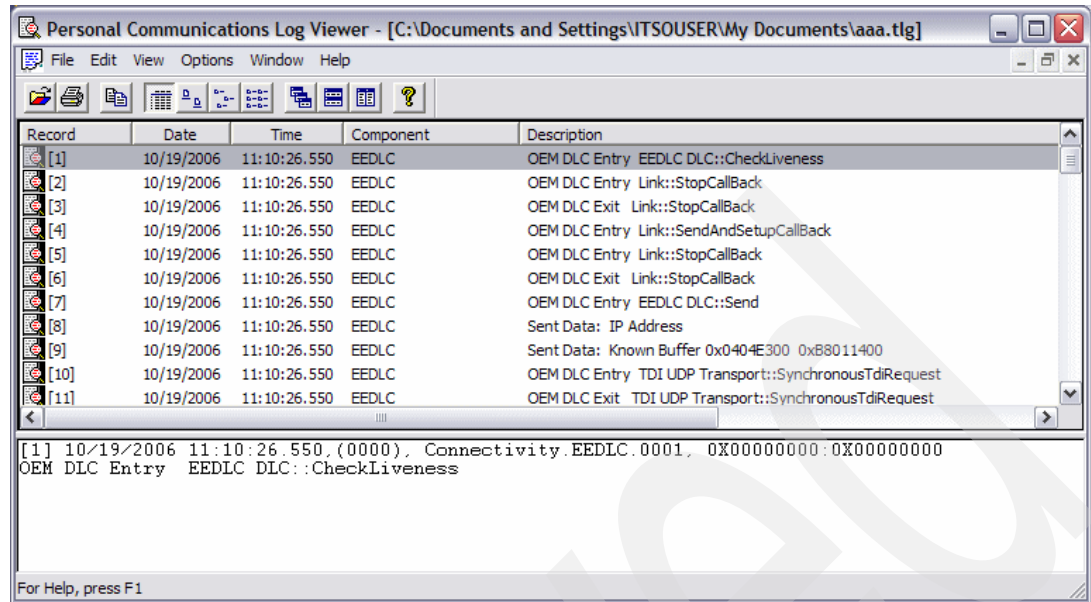 Personal Communications Log Viewer - [C:\Documents and Settings\ITSOUSER\My Documents\aaa.tlg]
File Edit View Options Window Help
Record Date Time Component Description
[1] 10/19/2006 11:10:26.550 EEDLC OEM DLC Entry EEDLC DLC::CheckLiveness
[2] 10/19/2006 11:10:26.550 EEDLC OEM DLC Entry Link::StopCallBack
[3] 10/19/2006 11:10:26.550 EEDLC OEM DLC Exit Link::StopCallBack
[4] 10/19/2006 11:10:26.550 EEDLC OEM DLC Entry Link::SendAndSetupCallBack
[5] 10/19/2006 11:10:26.550 EEDLC OEM DLC Entry Link::StopCallBack
[6] 10/19/2006 11:10:26.550 EEDLC OEM DLC Exit Link::StopCallBack
[7] 10/19/2006 11:10:26.550 EEDLC OEM DLC Entry EEDLC DLC::Send
[8] 10/19/2006 11:10:26.550 EEDLC Sent Data: IP Address
[9] 10/19/2006 11:10:26.550 EEDLC Sent Data: Known Buffer 0x0404E300 0xB8011400
[10] 10/19/2006 11:10:26.550 EEDLC OEM DLC Entry TDI UDP Transport::SynchronousTdiRequest
[11] 10/19/2006 11:10:26.550 EEDLC OEM DLC Exit TDI UDP Transport::SynchronousTdiRequest
[1] 10/19/2006 11:10:26.550,(0000), Connectivity.EEDLC.0001, 0X00000000:0X00000000
OEM DLC Entry EEDLC DLC::CheckLiveness
For Help, press F1